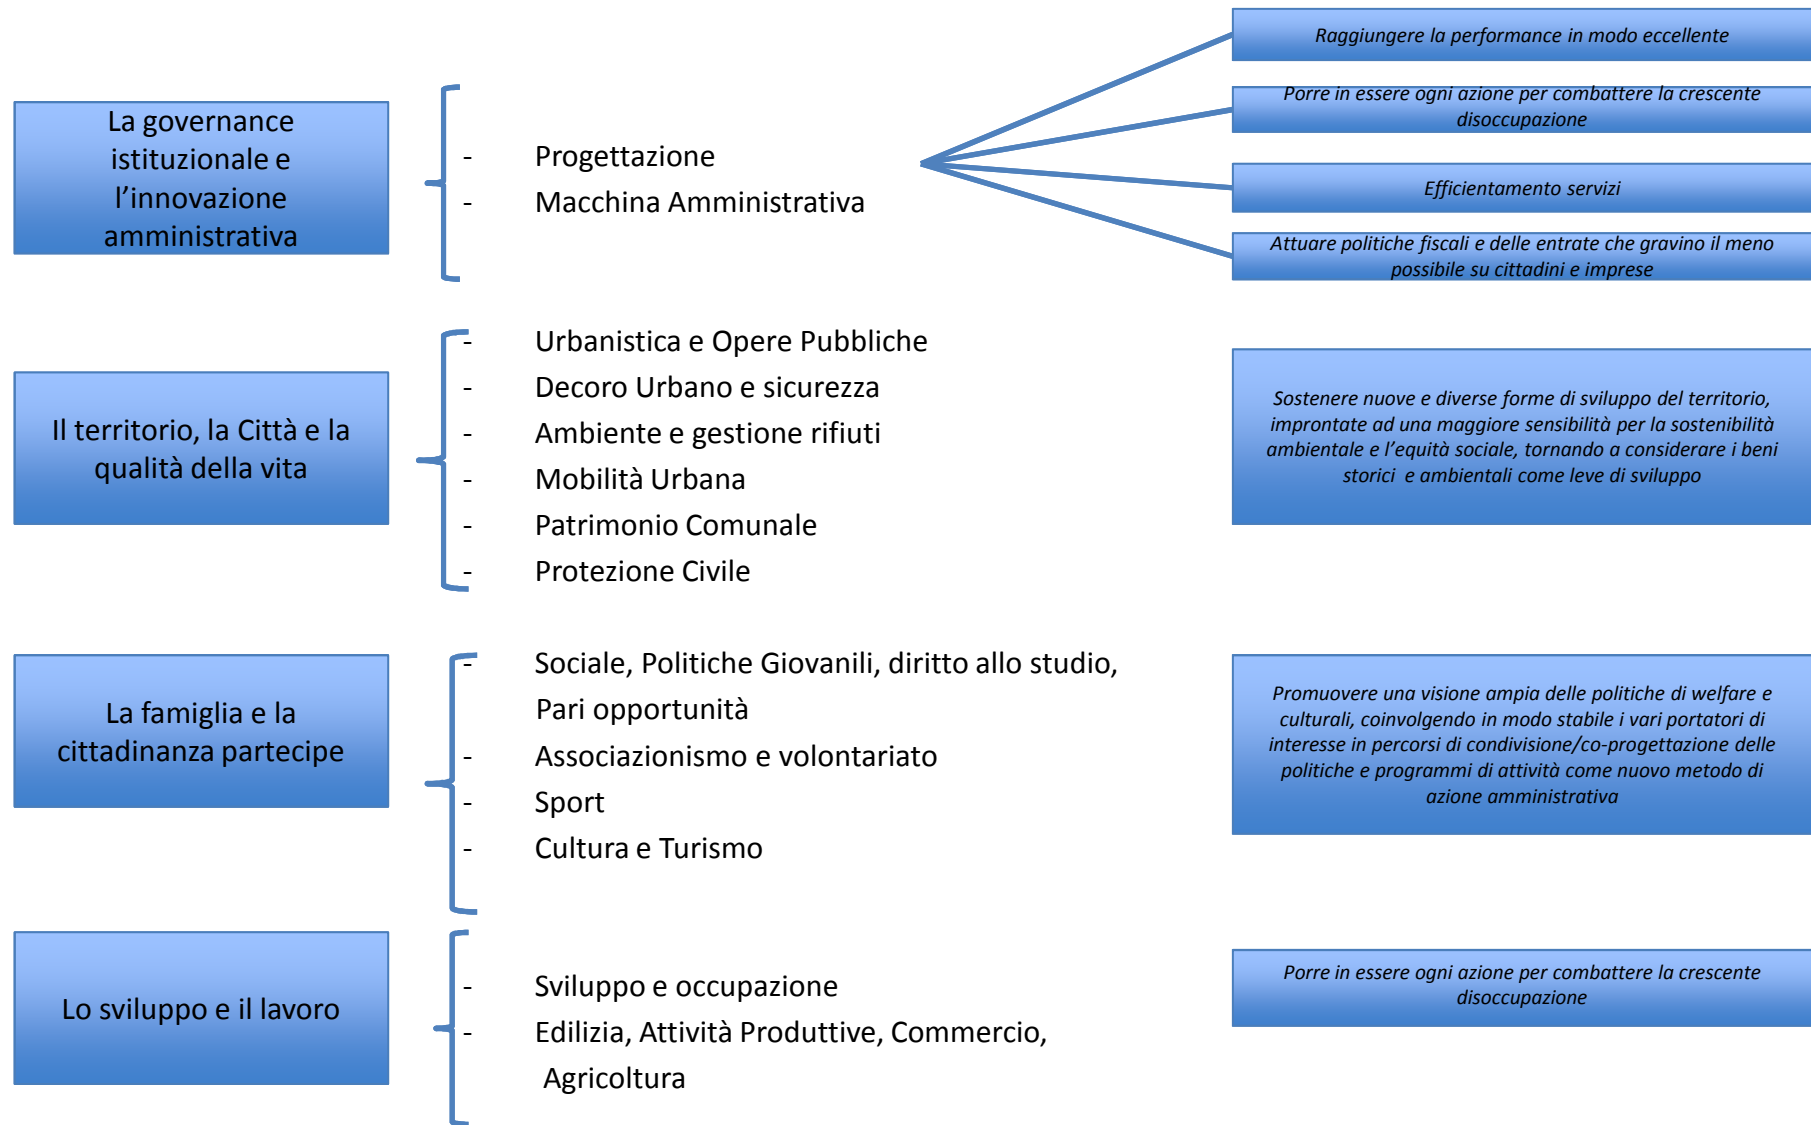 La governance
istituzionale e
l’innovazione
amministrativa
- Progettazione
- Macchina Amministrativa
Raggiungere la performance in modo eccellente
Porre in essere ogni azione per combattere la crescente
disoccupazione
Efficientamento servizi
Attuare politiche fiscali e delle entrate che gravino il meno
possibile su cittadini e imprese
Il territorio, la Città e la
qualità della vita
- Urbanistica e Opere Pubbliche
- Decoro Urbano e sicurezza
- Ambiente e gestione rifiuti
- Mobilità Urbana
- Patrimonio Comunale
- Protezione Civile
Sostenere nuove e diverse forme di sviluppo del territorio,
improntate ad una maggiore sensibilità per la sostenibilità
ambientale e l’equità sociale, tornando a considerare i beni
storici e ambientali come leve di sviluppo
La famiglia e la
cittadinanza partecipe
- Sociale, Politiche Giovanili, diritto allo studio,
Pari opportunità
- Associazionismo e volontariato
- Sport
- Cultura e Turismo
Promuovere una visione ampia delle politiche di welfare e
culturali, coinvolgendo in modo stabile i vari portatori di
interesse in percorsi di condivisione/co-progettazione delle
politiche e programmi di attività come nuovo metodo di
azione amministrativa
Lo sviluppo e il lavoro
- Sviluppo e occupazione
- Edilizia, Attività Produttive, Commercio,
Agricoltura
Porre in essere ogni azione per combattere la crescente
disoccupazione